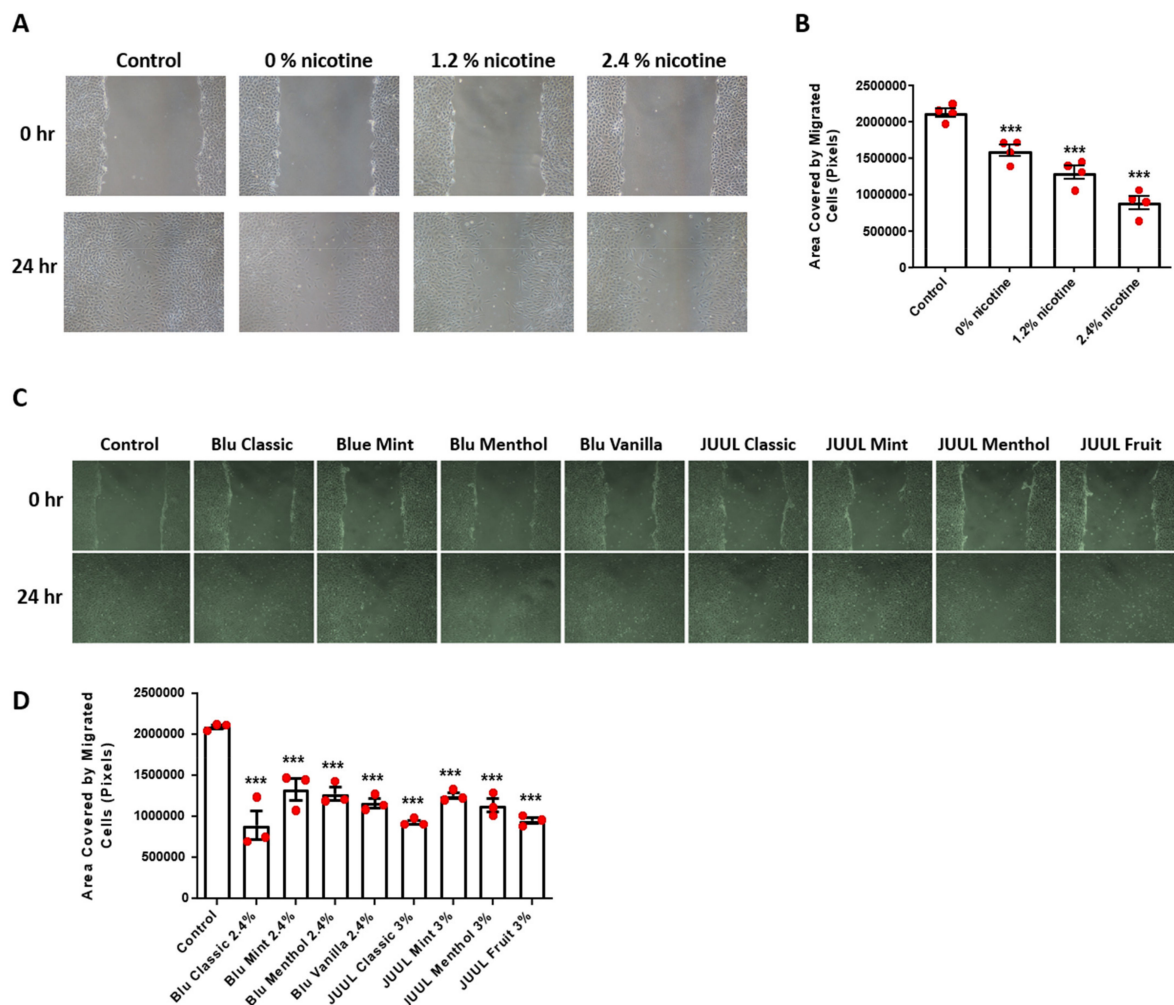 A
Control
0 % nicotine
1.2 % nicotine
2.4 % nicotine
0 hr
24 hr
B
Area Covered by Migrated
Cells (Pixels)
2500000
2000000
1500000
1000000
500000
0
***
***
***
Control
0% nicotine
1.2% nicotine
2.4% nicotine
C
Control
Blu Classic
Blue Mint
Blu Menthol
Blu Vanilla
JUUL Classic
JUUL Mint
JUUL Menthol
JUUL Fruit
0 hr
24 hr
D
Area Covered by Migrated
Cells (Pixels)
2500000
2000000
1500000
1000000
500000
0
***
***
***
***
***
***
***
***
Control
Blu Classic 2.4%
Blu Mint 2.4%
Blu Menthol 2.4%
Blu Vanilla 2.4%
JUUL Classic 3%
JUUL Mint 3%
IUUL Menthol 3%
JUUL Fruit 3%